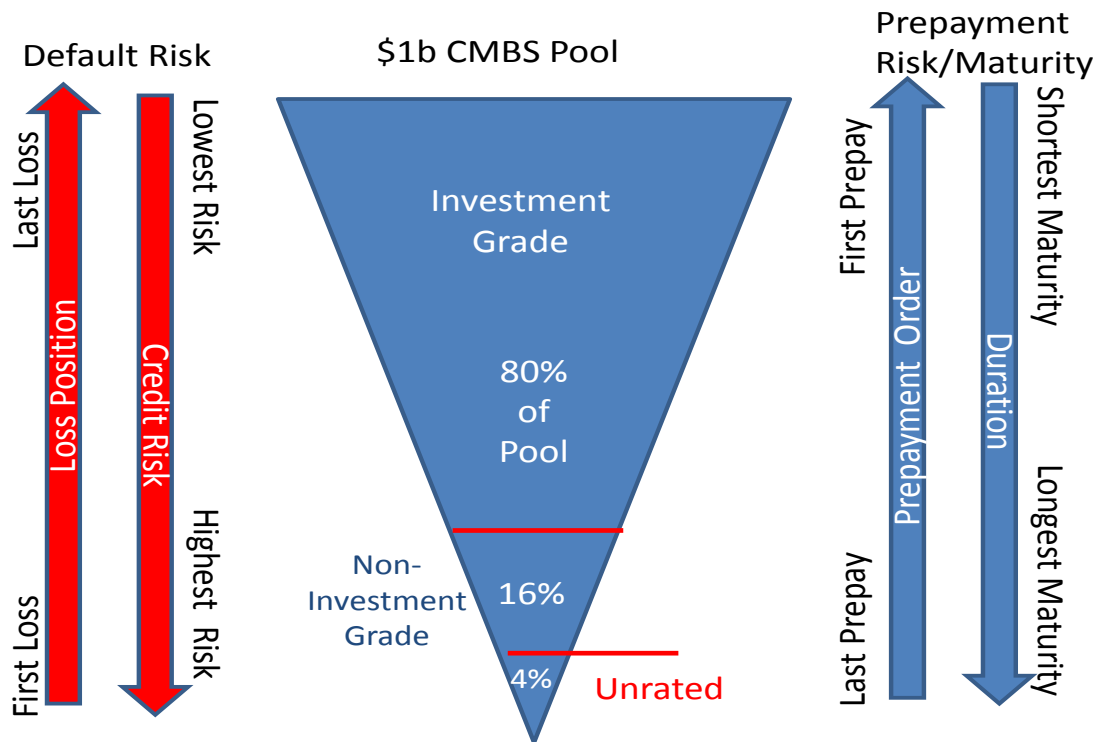 Default Risk
$1b CMBS Pool
Prepayment
Risk/Maturity
Last Loss
First Loss
Loss Position
Credit Risk
Lowest Risk
Highest Risk
Investment
Grade
80%
of
Pool
Non-
Investment
Grade
16%
4%
Unrated
First Prepay
Last Prepay
Prepayment Order
Duration
Shortest Maturity
Longest Maturity